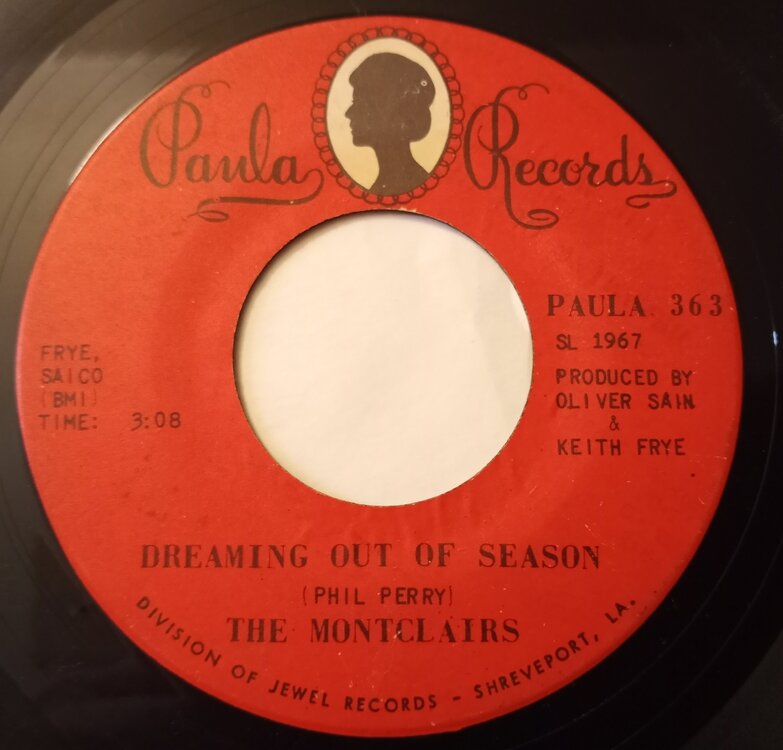 Paula Records
PAULA 363
SL 1967
PRODUCED BY
OLIVER SAIN
&
KEITH FRYE
FRYE,
SAICO
(BMI)
TIME: 3:08
DREAMING OUT OF SEASON
(PHIL PERRY)
THE MONTCLAIRS
DIVISION OF JEWEL RECORDS - SHREVEPORT, LA.